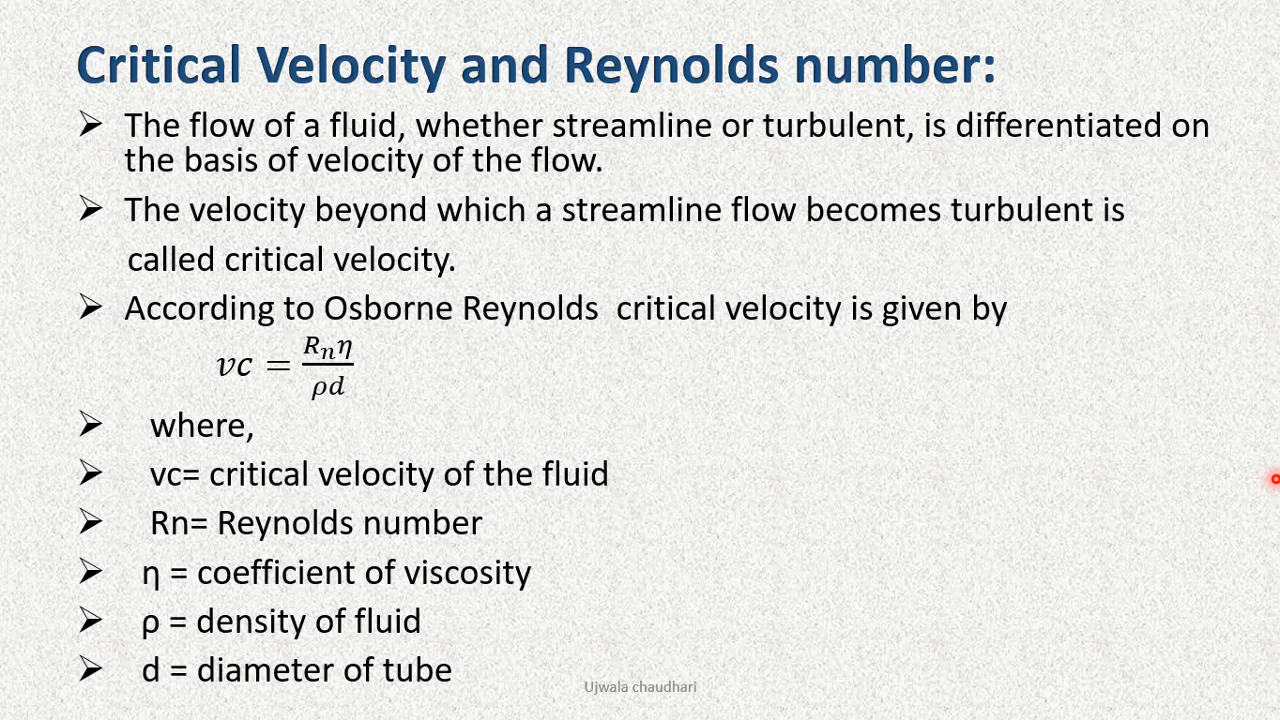 Critical Velocity and Reynolds number:
➢ The flow of a fluid, whether streamline or turbulent, is differentiated on
the basis of velocity of the flow.
➢ The velocity beyond which a streamline flow becomes turbulent is
called critical velocity.
➢ According to Osborne Reynolds  critical velocity is given by
𝑣𝑐 = \frac{R_n η}{ρd}
➢ where,
➢ vc= critical velocity of the fluid
➢ Rn= Reynolds number
➢ η = coefficient of viscosity
➢ ρ = density of fluid
➢ d = diameter of tube
Ujwala chaudhari